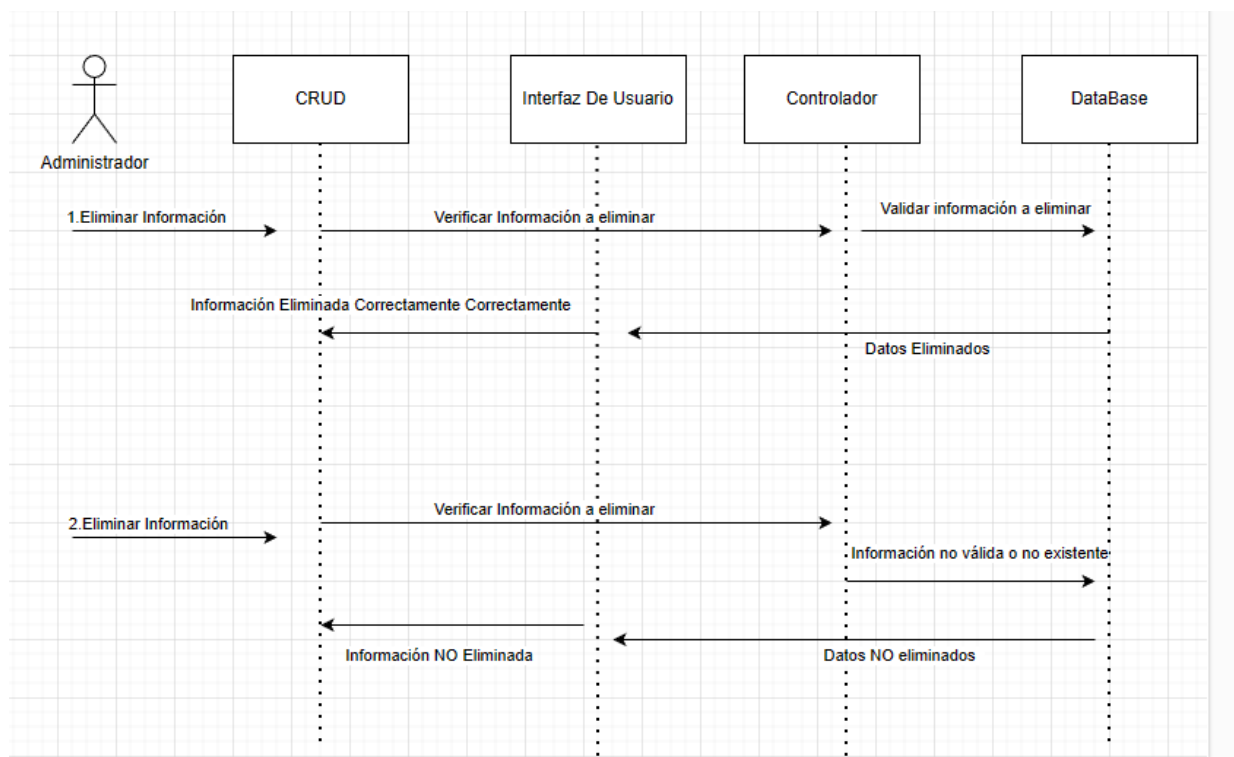 CRUD
Interfaz De Usuario
Controlador
DataBase
Administrador
1.Eliminar Información
Verificar Información a eliminar
Validar información a eliminar
Información Eliminada Correctamente Correctamente
Datos Eliminados
2.Eliminar Información
Verificar Información a eliminar
Información no válida o no existente
Información NO Eliminada
Datos NO eliminados